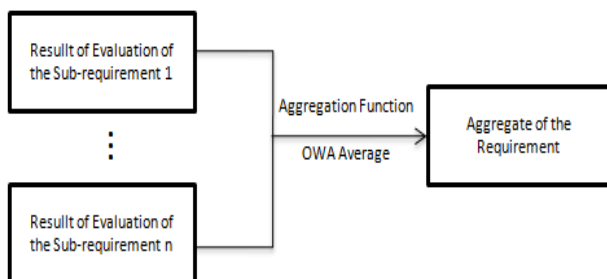 Resullt of Evaluation of
the Sub-requirement 1
Aggregation Function
OWA Average
Aggregate of the
Requirement
Resullt of Evaluation of
the Sub-requirement n